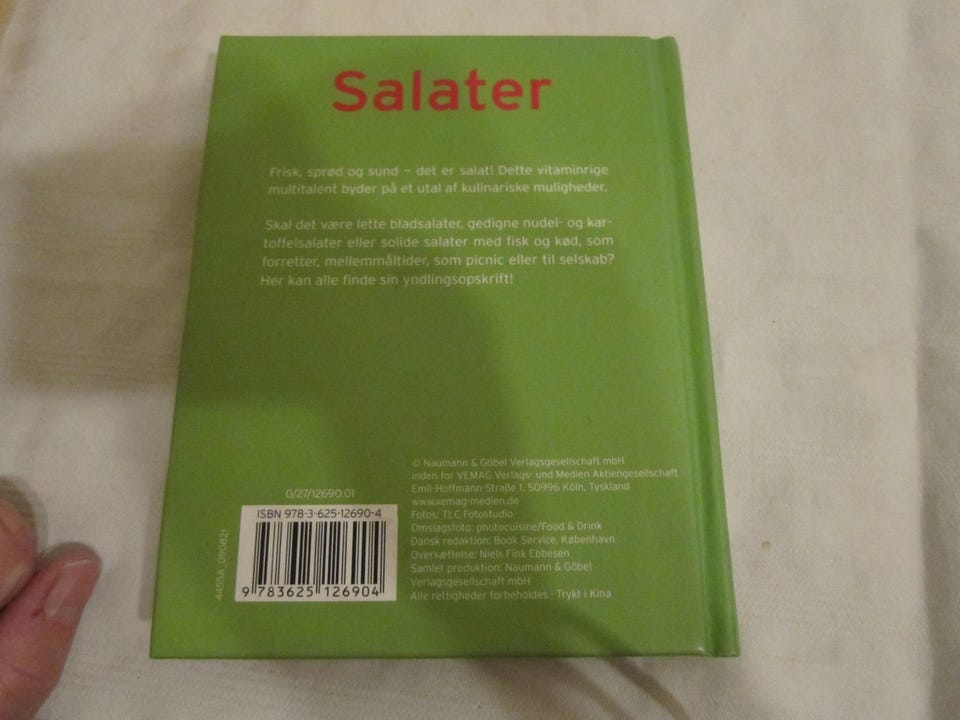 Salater
Frisk, sprød og sund – det er salat! Dette vitaminrige
multitalent byder på et utal af kulinariske muligheder.
Skal det være lette bladsalater, gedigne nudel- og kar-
toffelsalater eller solide salater med fisk og kød, som
forretter, mellemmåltider, som picnic eller til selskab?
Her kan alle finde sin yndlingsopskrift!
© Naumann & Göbel Verlagsgesellschaft mbH
inden for VEMAG Verlags- und Medien Aktiengesellschaft
Emil-Hoffmann-Straße 1, 50996 Köln, Tyskland
www.vemag-medien.de
Fotos: TLC Fotostudio
Omslagsfoto: photocuisine/Food & Drink
Dansk redaktion: Book Service, København
Oversættelse: Niels Fink Ebbesen
Samlet produktion: Naumann & Göbel
Verlagsgesellschaft mbH
Alle rettigheder forbeholdes · Trykt i Kina
0/27/12690.01
ISBN 978-3-625-12690-4
9 783625 126904
4455A_090821